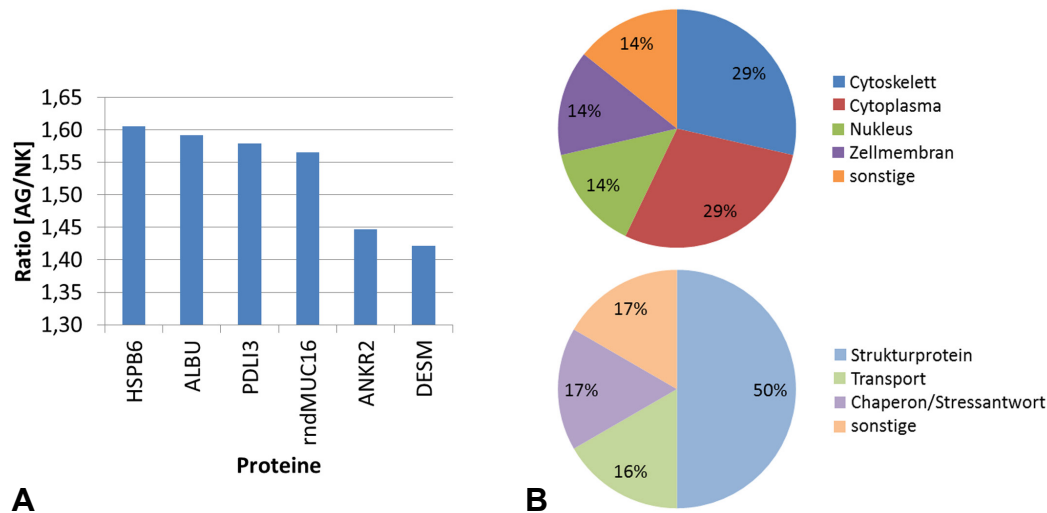 1,65
1,60
1,55
1,50
1,45
1,40
1,35
1,30
Ratio [AG/NK]
HSPB6
ALBU
PDLI3
rndMUC16
ANKR2
DESM
Proteine
A
14%
29%
14%
14%
29%
Cytoskelett
Cytoplasma
Nukleus
Zellmembran
sonstige
17%
17%
50%
16%
Strukturprotein
Transport
Chaperon/Stressantwort
sonstige
B